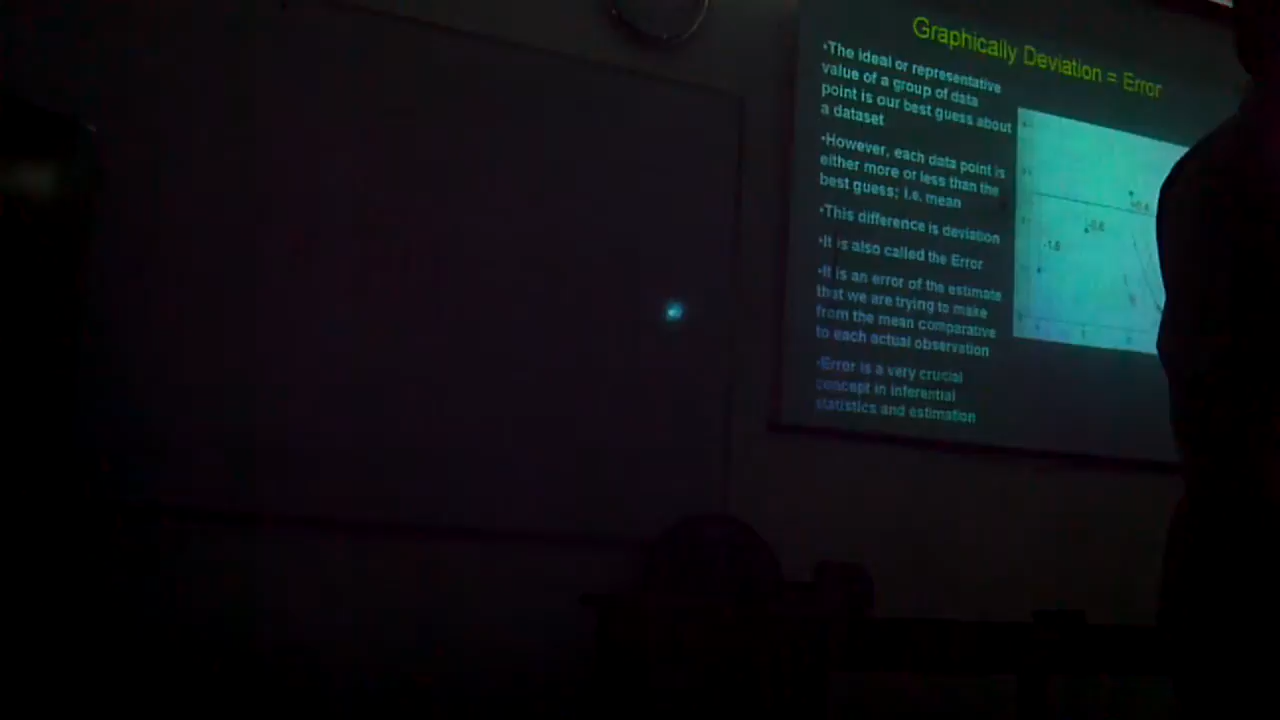 Graphically Deviation = Error
•The ideal or representative
value of a group of data
point is our best guess about
a dataset
•However, each data point is
either more or less than the
best guess; i.e. mean
•This difference is deviation
•It is also called the Error
•It is an error of the estimate
that we are trying to make
from the mean comparative
to each actual observation
•Error is a very crucial
concept in inferential
statistics and estimation
-1.6